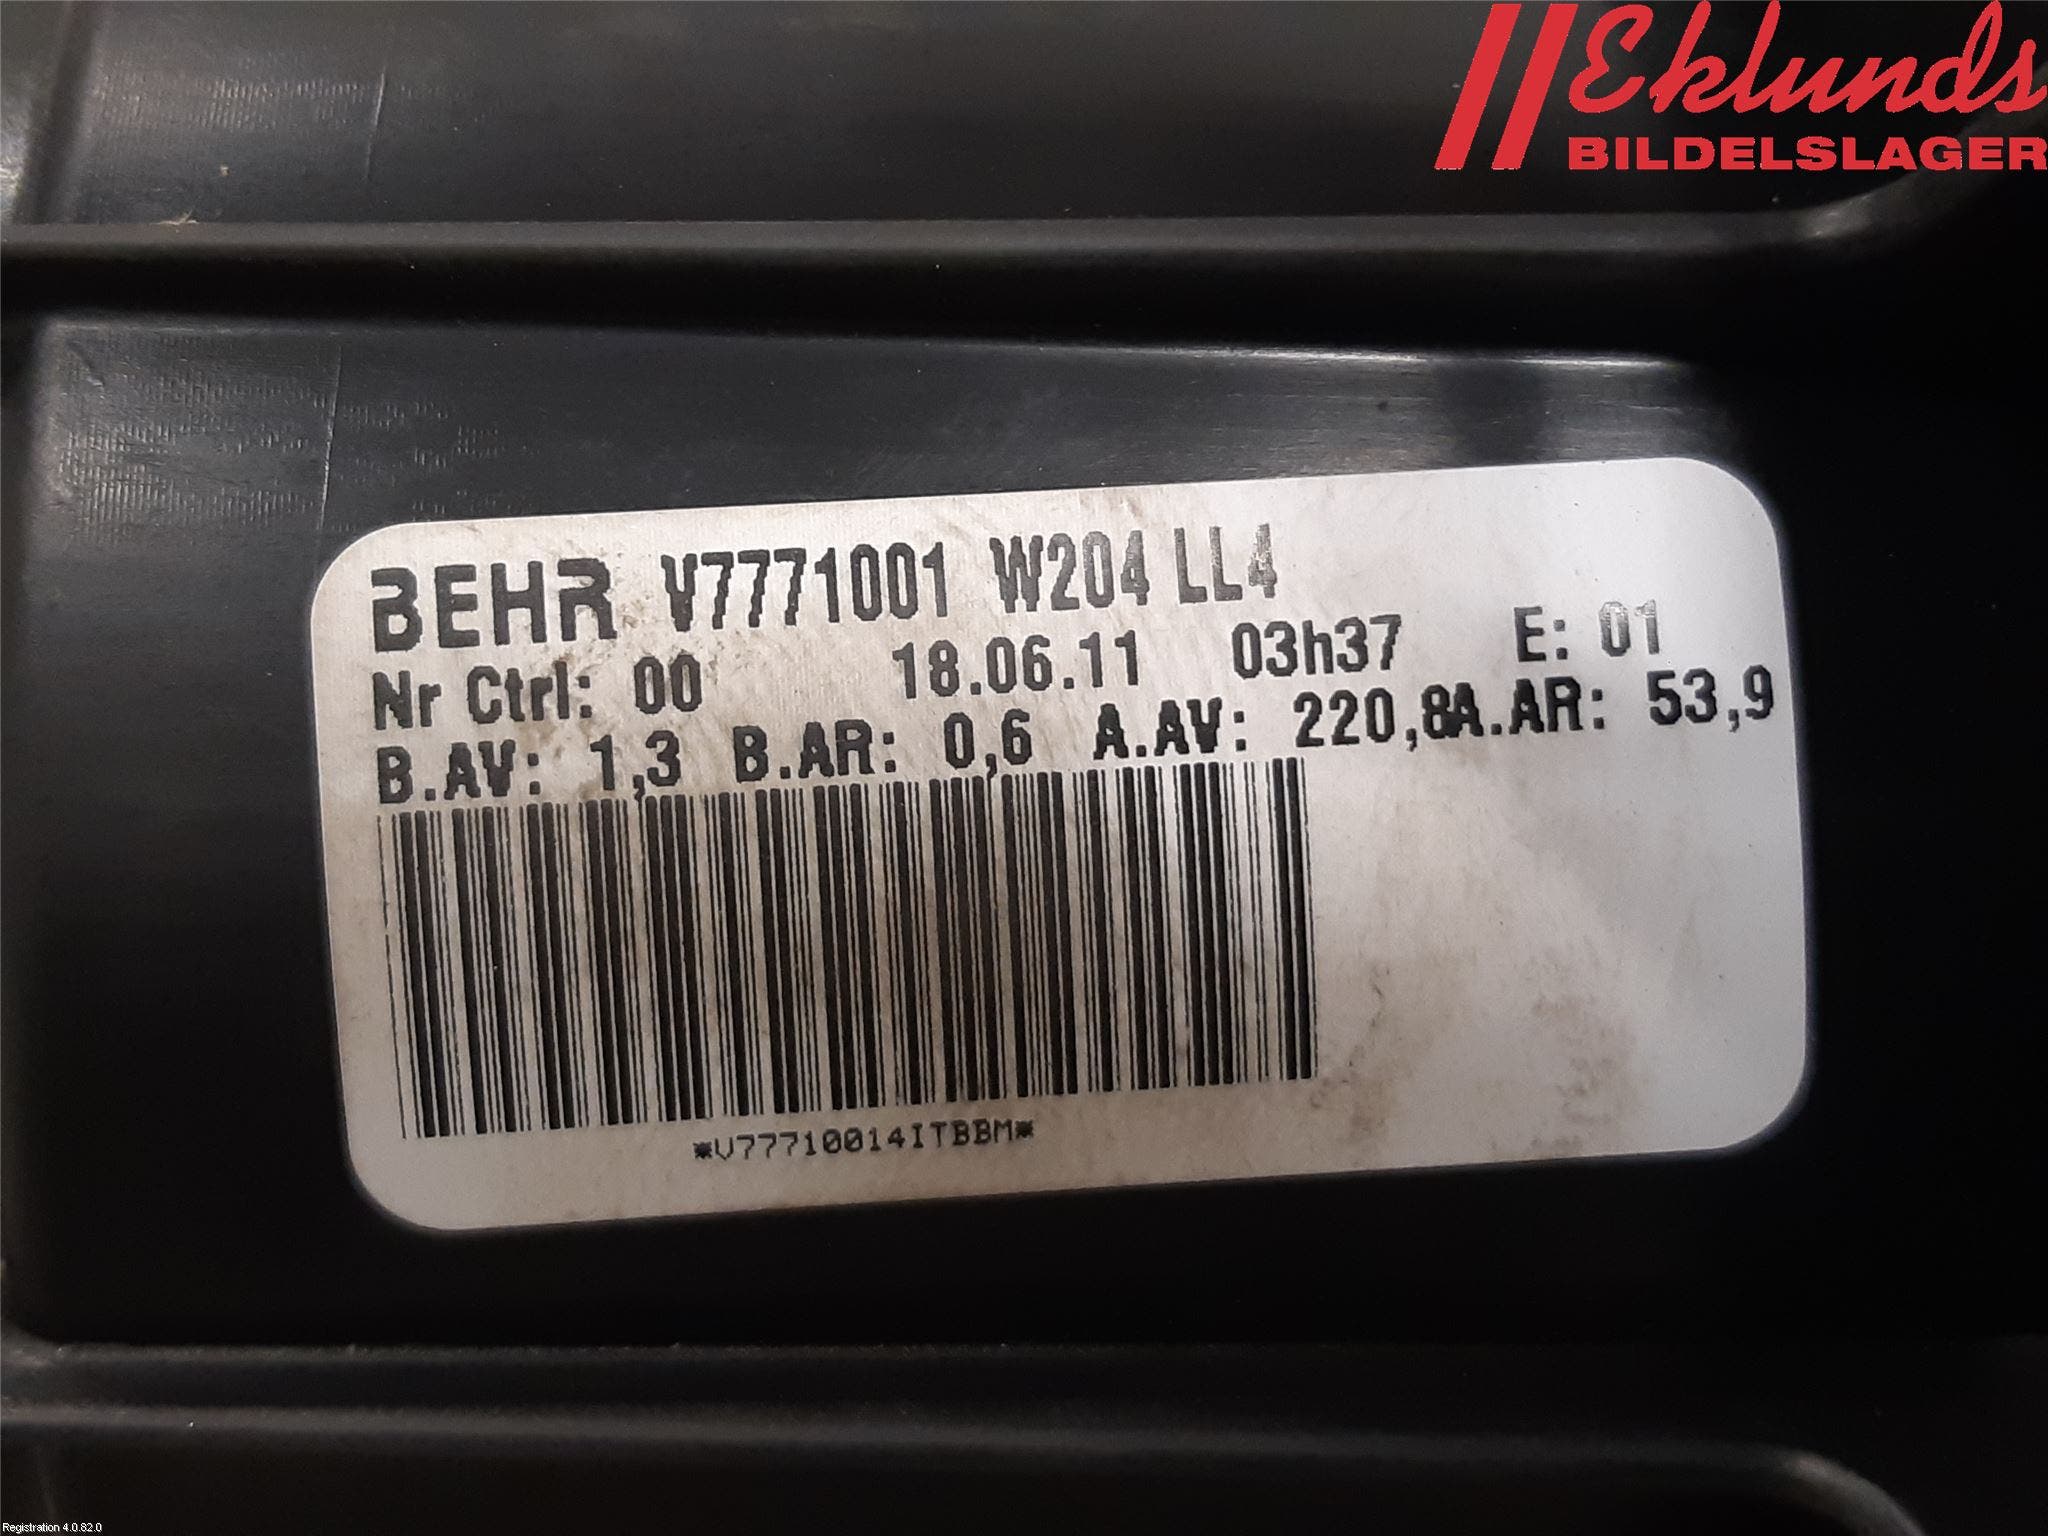 Eklunds
BILDELSLAGER
BEHR V7771001 W204 LL4
Nr Ctrl: 00 18.06.11 03h37 E: 01
B.AV: 1,3 B.AR: 0,6 A.AV: 220,8A.AR: 53,9
*V77710014ITBBM*
Registration 4.0.82.0